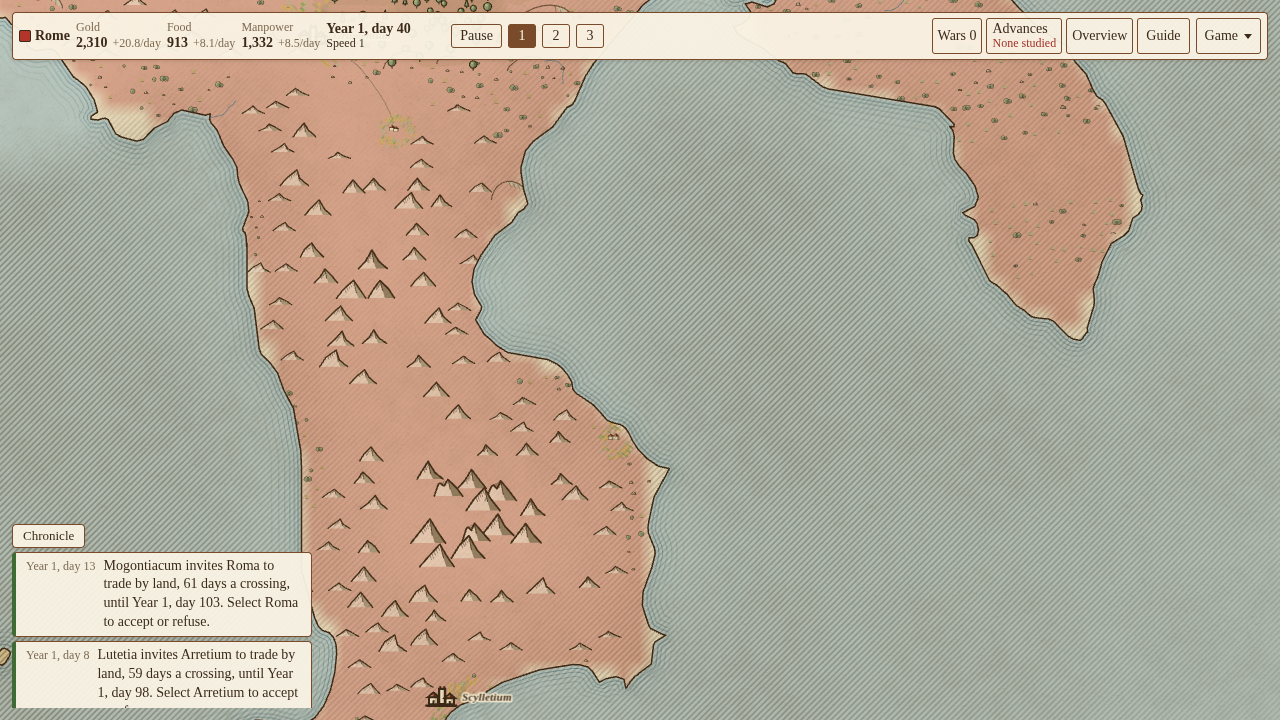 Rome
Gold
2,310 +20.8/day
Food
913 +8.1/day
Manpower
1,332 +8.5/day
Year 1, day 40
Speed 1
Pause
1
2
3
Wars 0
Advances
None studied
Overview
Guide
Game
Chronicle
Year 1, day 13
Mogontiacum invites Roma to
trade by land, 61 days a crossing,
until Year 1, day 103. Select Roma
to accept or refuse.
Year 1, day 8
Lutetia invites Arretium to trade by
land, 59 days a crossing, until Year
1, day 98. Select Arretium to accept
Scylletium